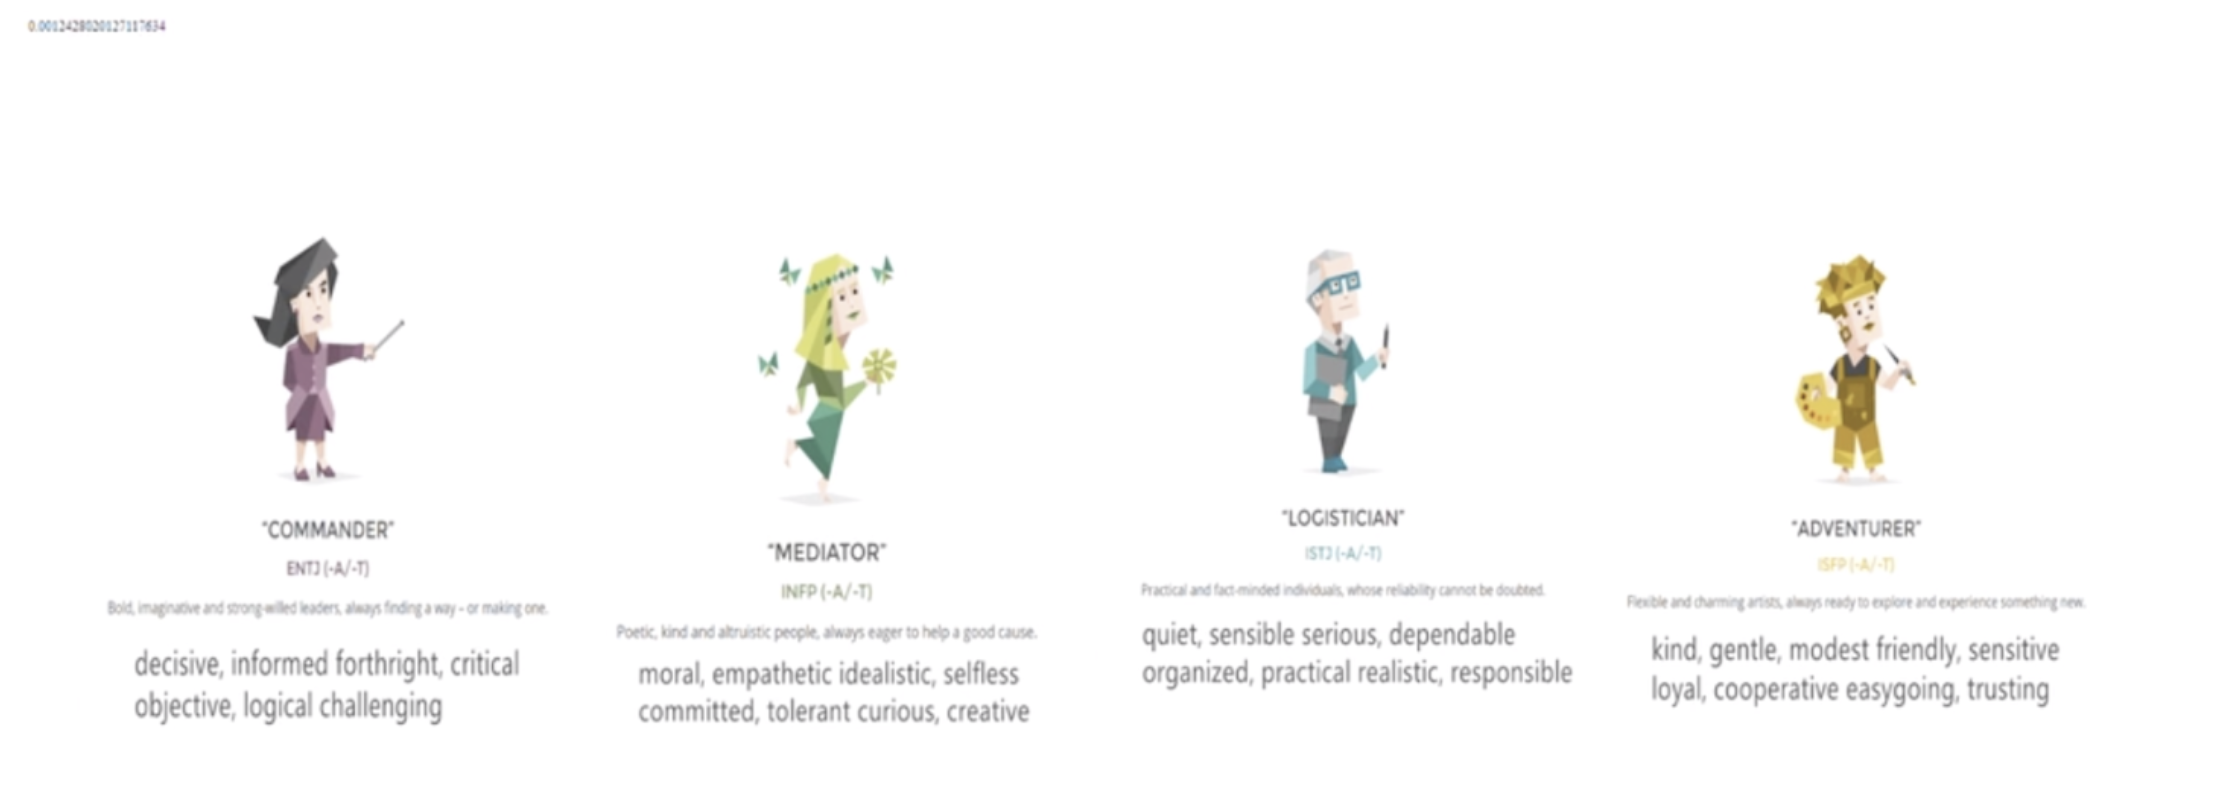 0.0012428020127117634
"COMMANDER"
ENTJ (-A/-T)
Bold, imaginative and strong-willed leaders, always finding a way – or making one.
decisive, informed forthright, critical
objective, logical challenging
"MEDIATOR"
INFP (-A/-T)
Poetic, kind and altruistic people, always eager to help a good cause.
moral, empathetic idealistic, selfless
committed, tolerant curious, creative
"LOGISTICIAN"
ISTJ (-A/-T)
Practical and fact-minded individuals, whose reliability cannot be doubted.
quiet, sensible serious, dependable
organized, practical realistic, responsible
"ADVENTURER"
ISFP (-A/-T)
Flexible and charming artists, always ready to explore and experience something new.
kind, gentle, modest friendly, sensitive
loyal, cooperative easygoing, trusting